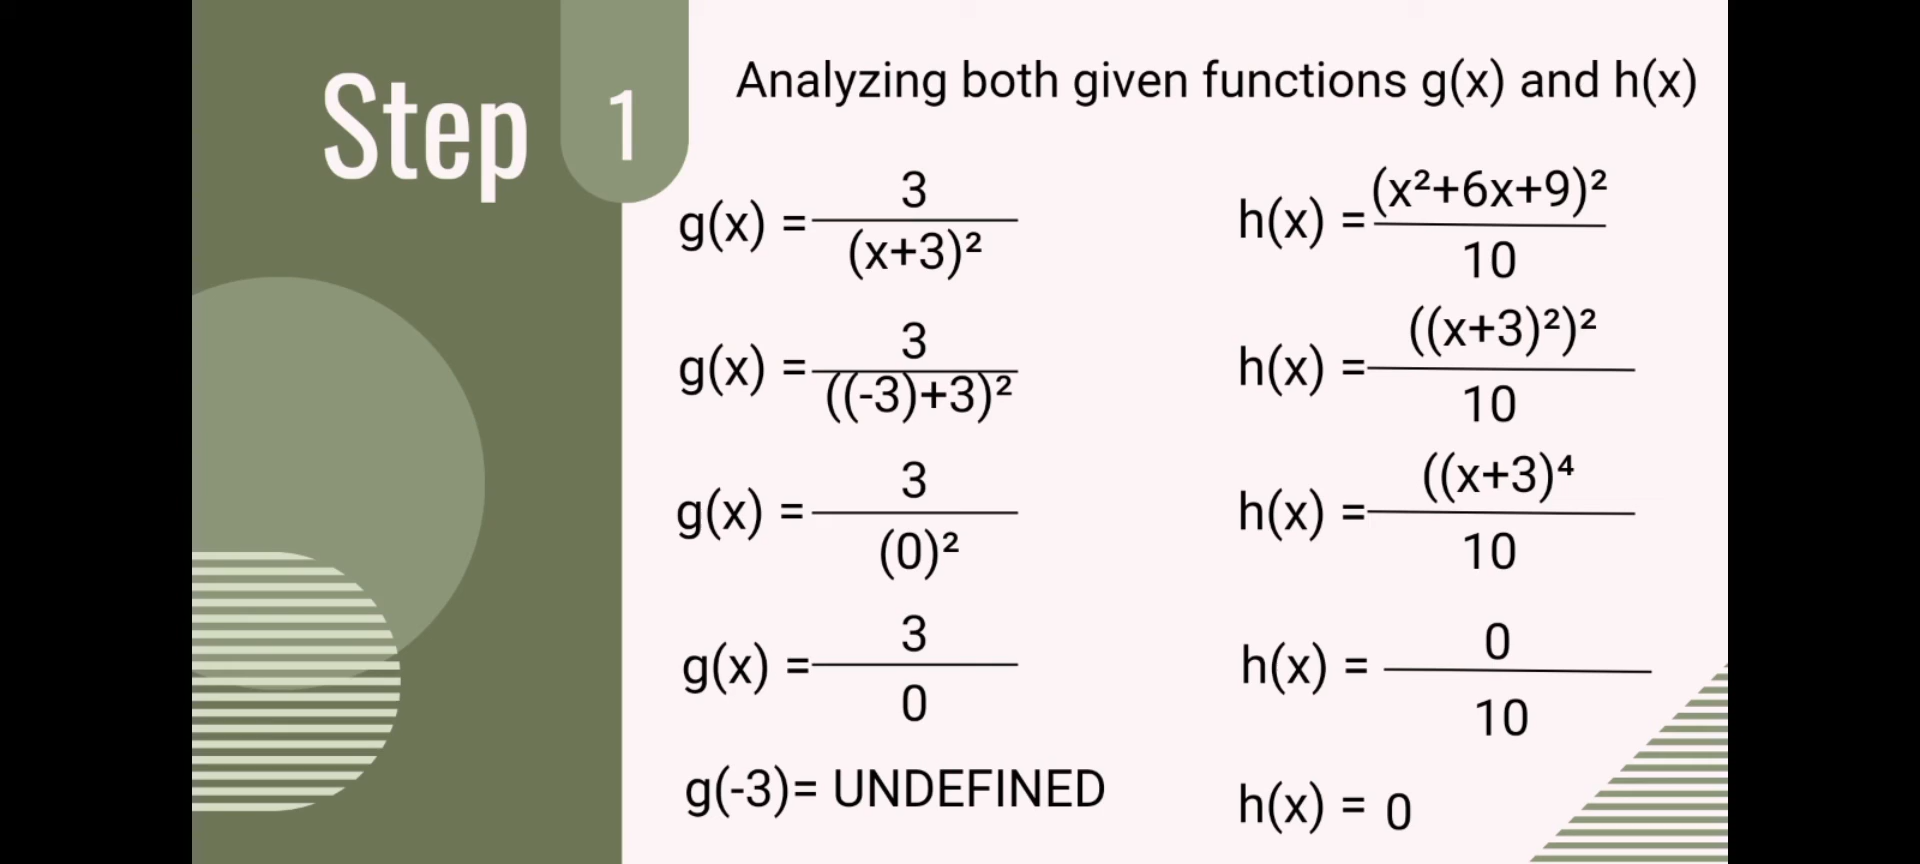 Step 1
Analyzing both given functions g(x) and h(x)
g(x) = 3
(x+3)²
g(x) = 3
((-3)+3)²
g(x) = 3
(0)²
g(x) = 3
0
g(-3)= UNDEFINED
h(x) = (x²+6x+9)²
10
h(x) = ((x+3)²)²
10
h(x) = ((x+3)⁴
10
h(x) = 0
10
h(x) = 0